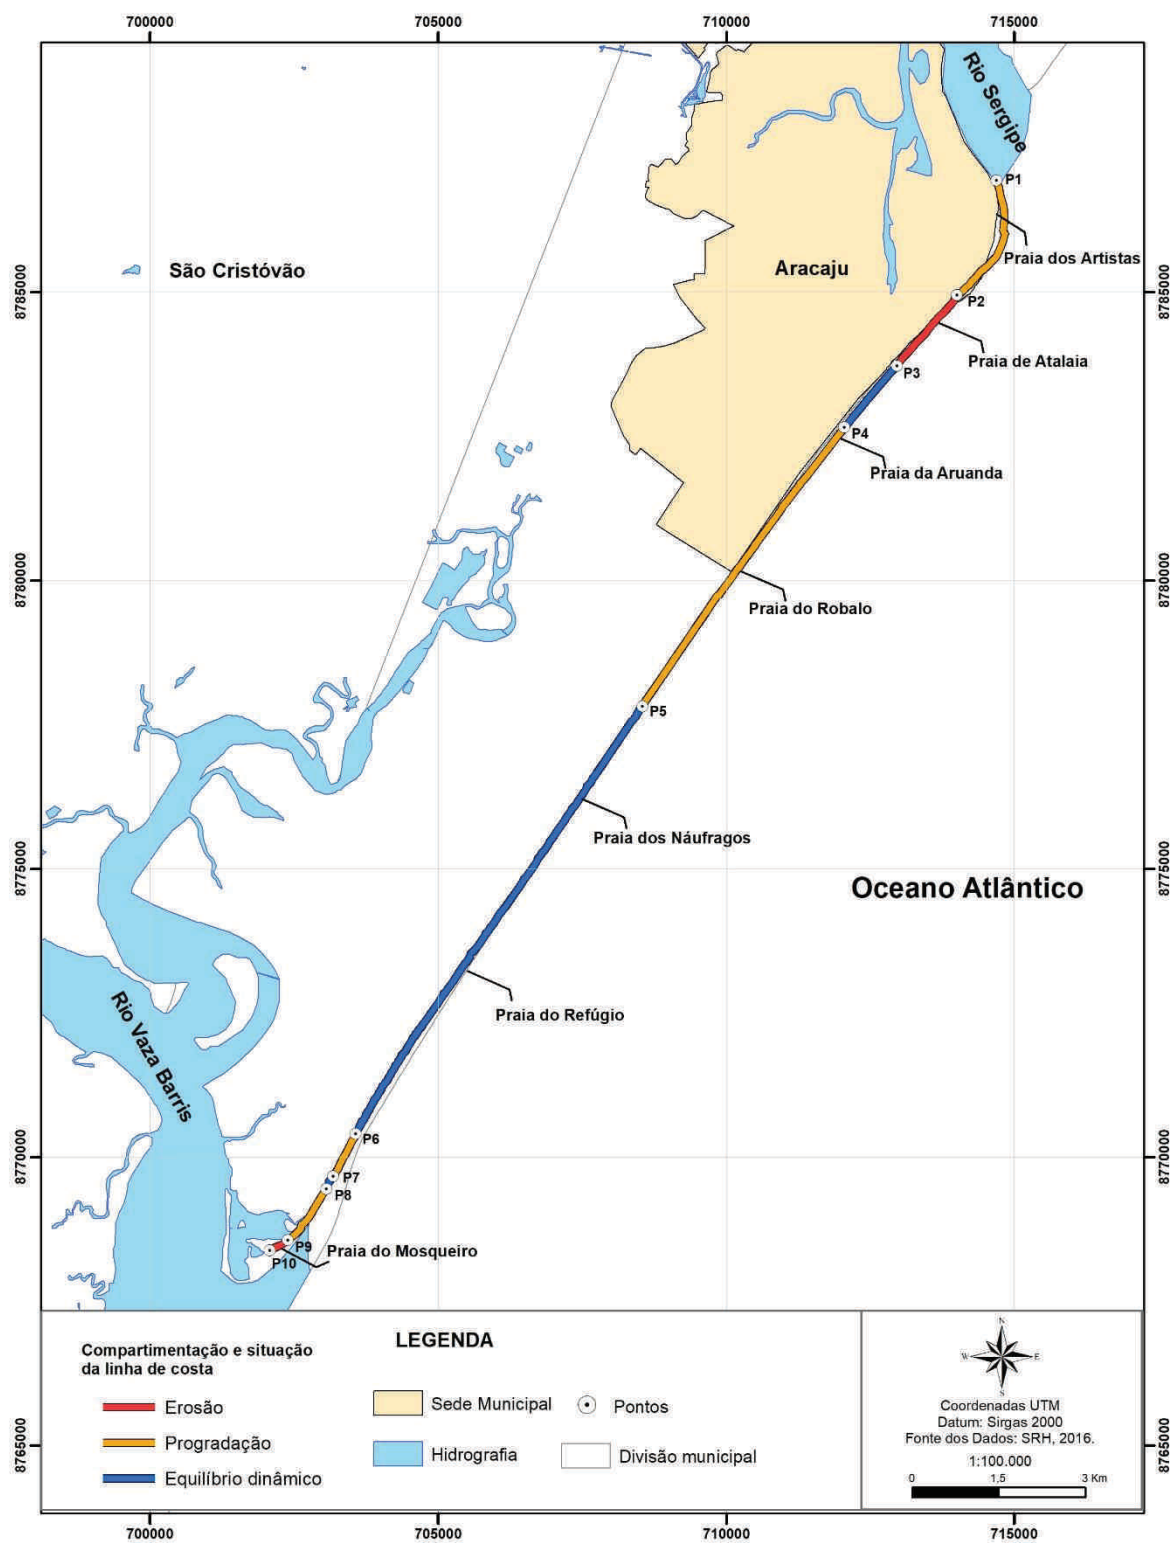 700000
705000
710000
715000
8785000
8780000
8775000
8770000
8765000
8785000
8780000
8775000
8770000
8765000
Rio Sergipe
P1
Praia dos Artistas
São Cristóvão
Aracaju
P2
Praia de Atalaia
P3
P4
Praia da Aruanda
Praia do Robalo
P5
Praia dos Náufragos
Oceano Atlântico
Praia do Refúgio
Rio Vaza Barris
P6
P7
P8
P9
Praia do Mosqueiro
P10
LEGENDA
Compartimentação e situação
da linha de costa
Erosão
Progradação
Equilíbrio dinâmico
Sede Municipal
Pontos
Hidrografia
Divisão municipal
N
W
E
S
Coordenadas UTM
Datum: Sirgas 2000
Fonte dos Dados: SRH, 2016.
1:100.000
0
1,5
3 Km
700000
705000
710000
715000